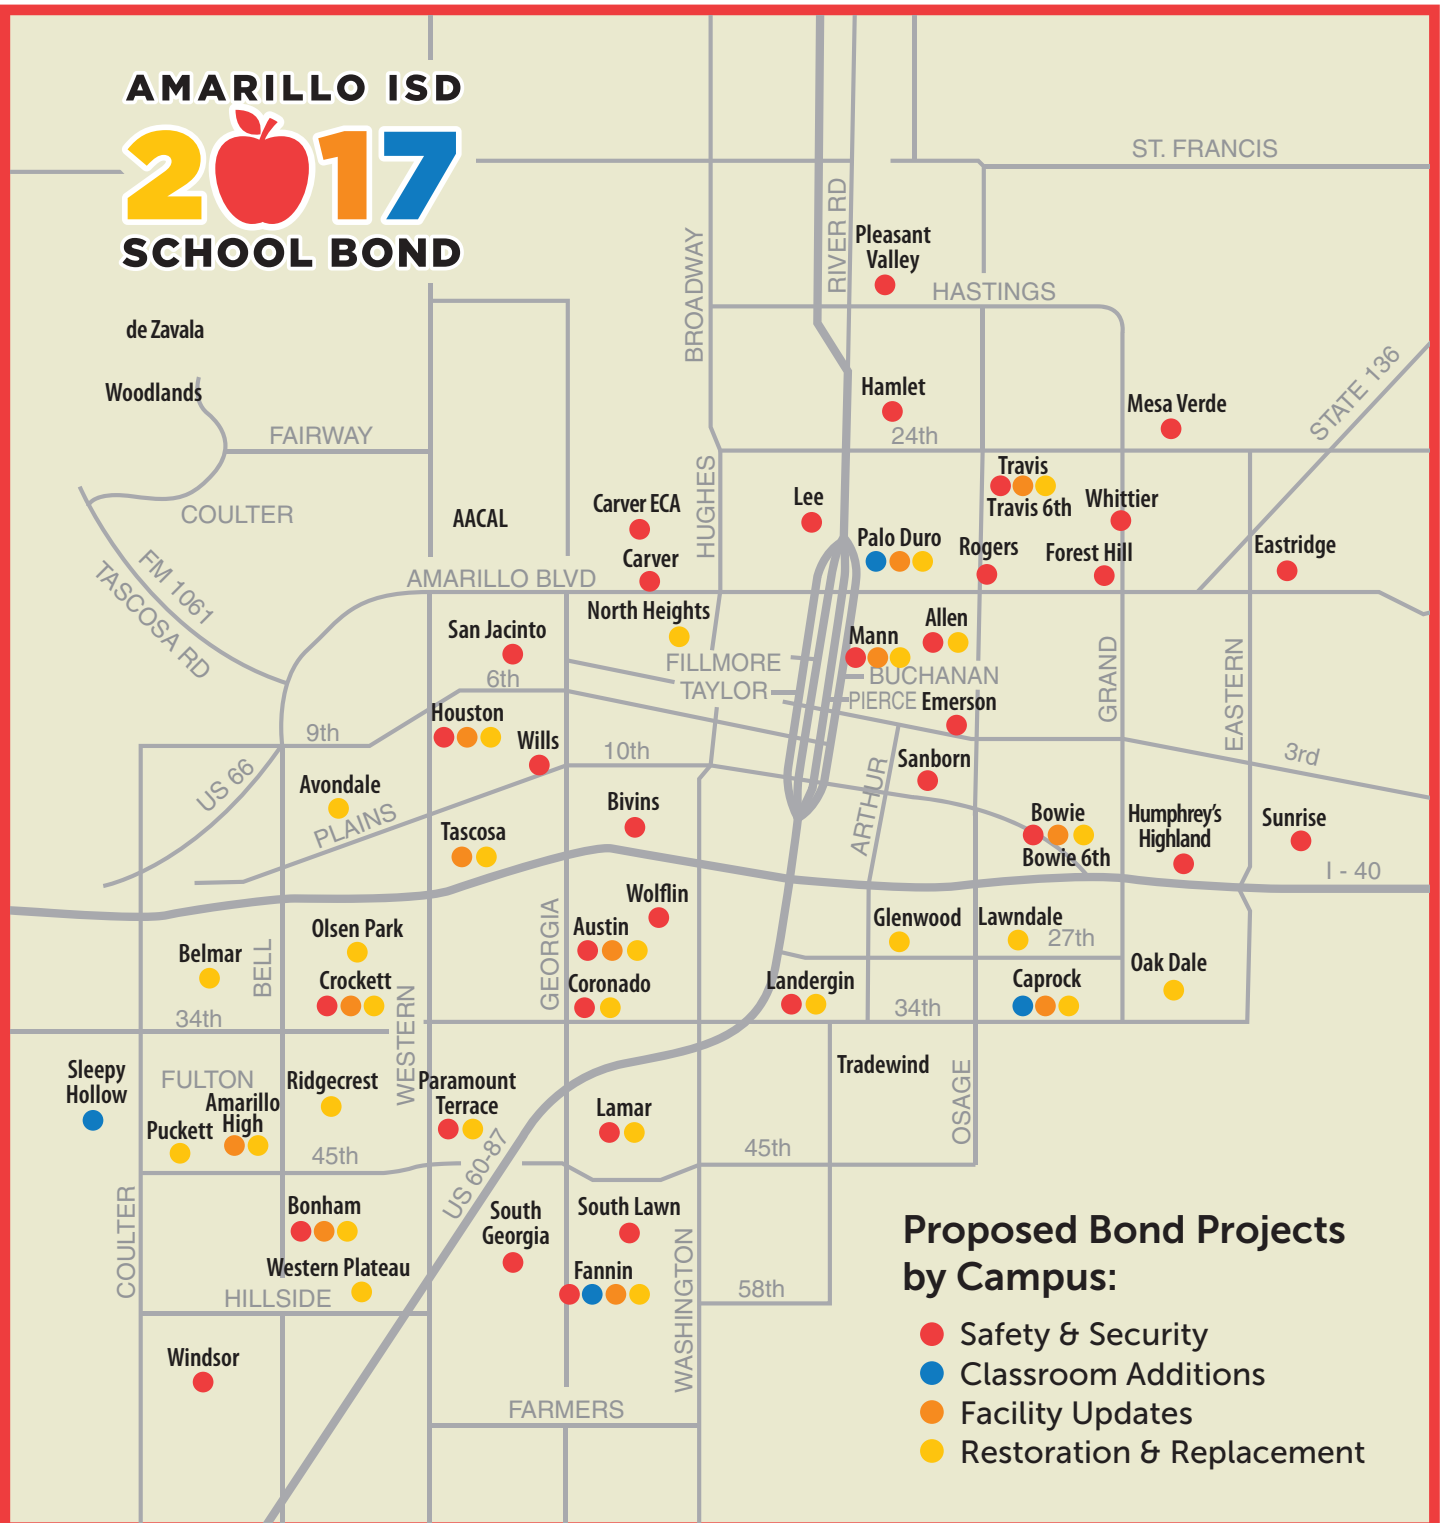 AMARILLO ISD
2017
SCHOOL BOND
ST. FRANCIS
RIVER RD
BROADWAY
Pleasant
Valley
HASTINGS
de Zavala
Woodlands
STATE 136
Hamlet
Mesa Verde
FAIRWAY
24th
COULTER
HUGHES
Travis
Travis 6th
Whittier
AACAL
Carver ECA
Lee
Palo Duro
Rogers
Forest Hill
Eastridge
FM 1061
TASCOSA RD
Carver
AMARILLO BLVD
North Heights
San Jacinto
Allen
Mann
FILLMORE
TAYLOR
BUCHANAN
PIERCE
Emerson
GRAND
EASTERN
6th
Houston
9th
Wills
10th
3rd
US 66
Avondale
PLAINS
Sanborn
ARTHUR
Bivins
Tascosa
Bowie
Bowie 6th
Humphrey's
Highland
Sunrise
I - 40
Wolflin
GEORGIA
Austin
Glenwood
Lawndale
27th
Olsen Park
Belmar
BELL
Crockett
Coronado
Landergin
Caprock
Oak Dale
WESTERN
34th
34th
Tradewind
OSAGE
Sleepy
Hollow
FULTON
Ridgecrest
Paramount
Terrace
Amarillo
High
Puckett
Lamar
45th
45th
US 60-87
COULTER
Bonham
South
Georgia
South Lawn
WASHINGTON
Western Plateau
HILLSIDE
Fannin
58th
Windsor
FARMERS
Proposed Bond Projects
by Campus:
Safety & Security
Classroom Additions
Facility Updates
Restoration & Replacement